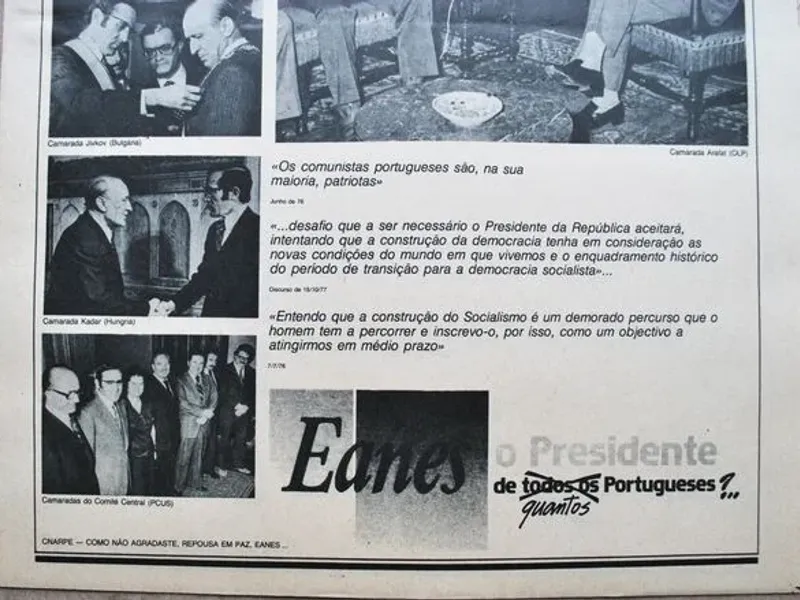 Camarada Jivkov (Bulgária)
Camarada Arafat (OLP)
«Os comunistas portugueses são, na sua
maioria, patriotas»
Junho de 76
«...desafio que a ser necessário o Presidente da República aceitará,
intentando que a construção da democracia tenha em consideração as
novas condições do mundo em que vivemos e o enquadramento histórico
do período de transição para a democracia socialista»...
Discurso de 15/10/77
Camarada Kadar (Hungria)
«Entendo que a construção do Socialismo é um demorado percurso que o
homem tem a percorrer e inscrevo-o, por isso, como um objectivo a
atingirmos em médio prazo»
7/7/76
Camaradas do Comité Central (PCUS)
Eanes o Presidente
de todos os Portugueses?...
quantos
CNARPE — COMO NÃO AGRADASTE, REPOUSA EM PAZ, EANES...